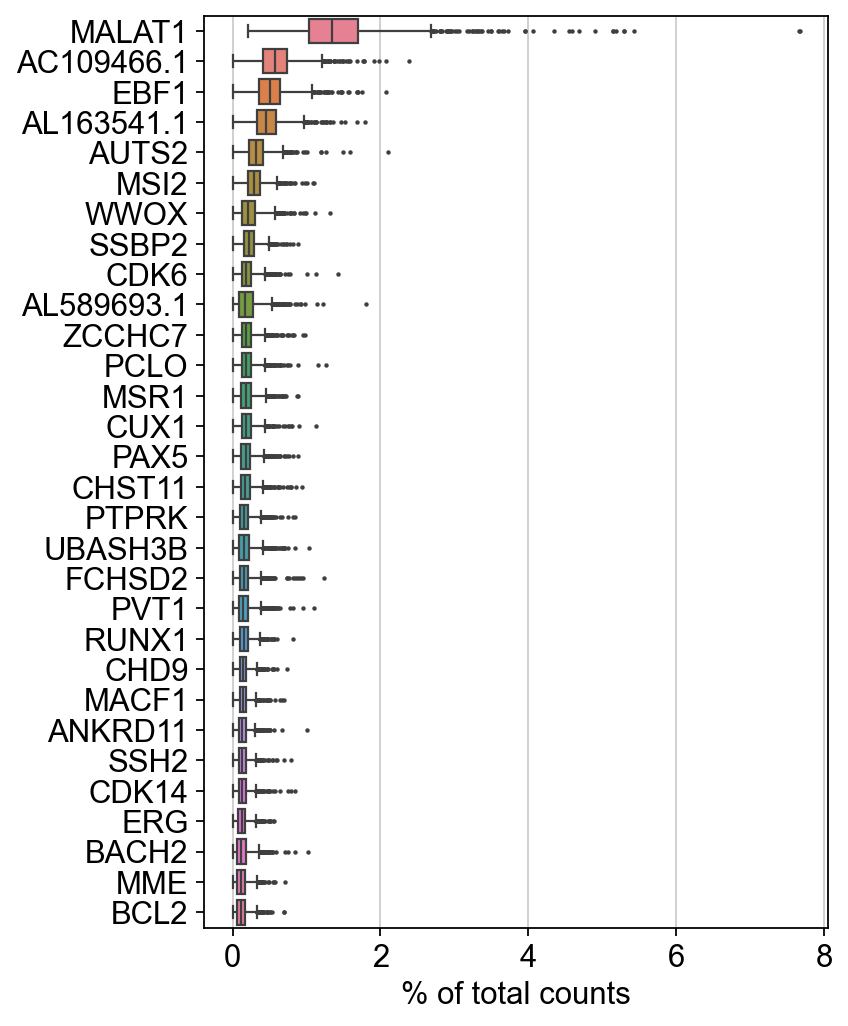 MALAT1
AC109466.1
EBF1
AL163541.1
AUTS2
MSI2
WWOX
SSBP2
CDK6
AL589693.1
ZCCHC7
PCLO
MSR1
CUX1
PAX5
CHST11
PTPRK
UBASH3B
FCHSD2
PVT1
RUNX1
CHD9
MACF1
ANKRD11
SSH2
CDK14
ERG
BACH2
MME
BCL2
0 2 4 6 8
% of total counts